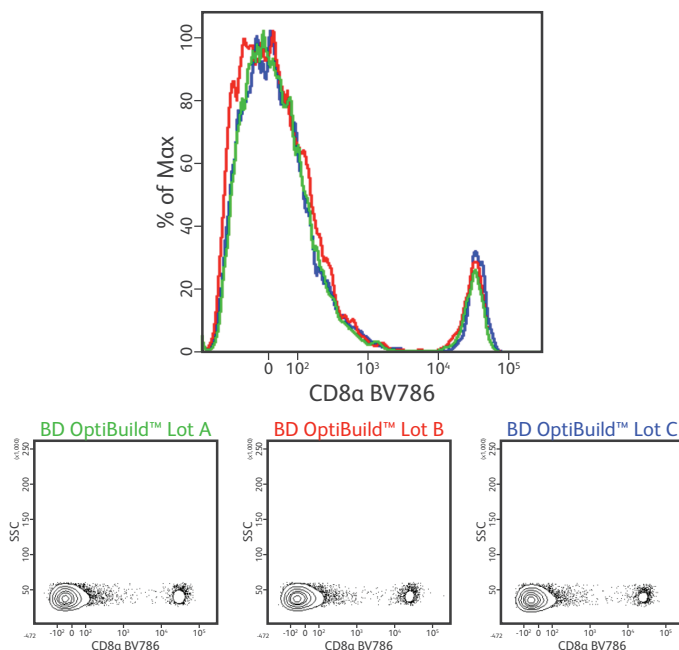 100
80
60
40
20
0
% of Max
0 10² 10³ 10⁴ 10⁵
CD8α BV786
BD OptiBuild™ Lot A
(x1,000)
250
200
150
100
50
SSC
-472
-10² 0 10² 10³ 10⁴ 10⁵
CD8α BV786
BD OptiBuild™ Lot B
(x1,000)
250
200
150
100
50
SSC
-472
-10² 0 10² 10³ 10⁴ 10⁵
CD8α BV786
BD OptiBuild™ Lot C
(x1,000)
250
200
150
100
50
SSC
-472
-10² 0 10² 10³ 10⁴ 10⁵
CD8α BV786